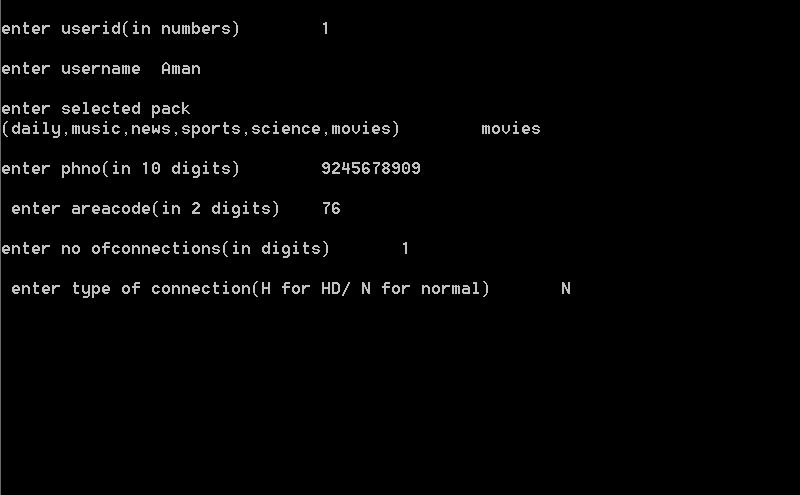 enter userid(in numbers) 1
enter username Aman
enter selected pack
(daily,music,news,sports,science,movies) movies
enter phno(in 10 digits) 9245678909
enter areacode(in 2 digits) 76
enter no ofconnections(in digits) 1
enter type of connection(H for HD/ N for normal) N